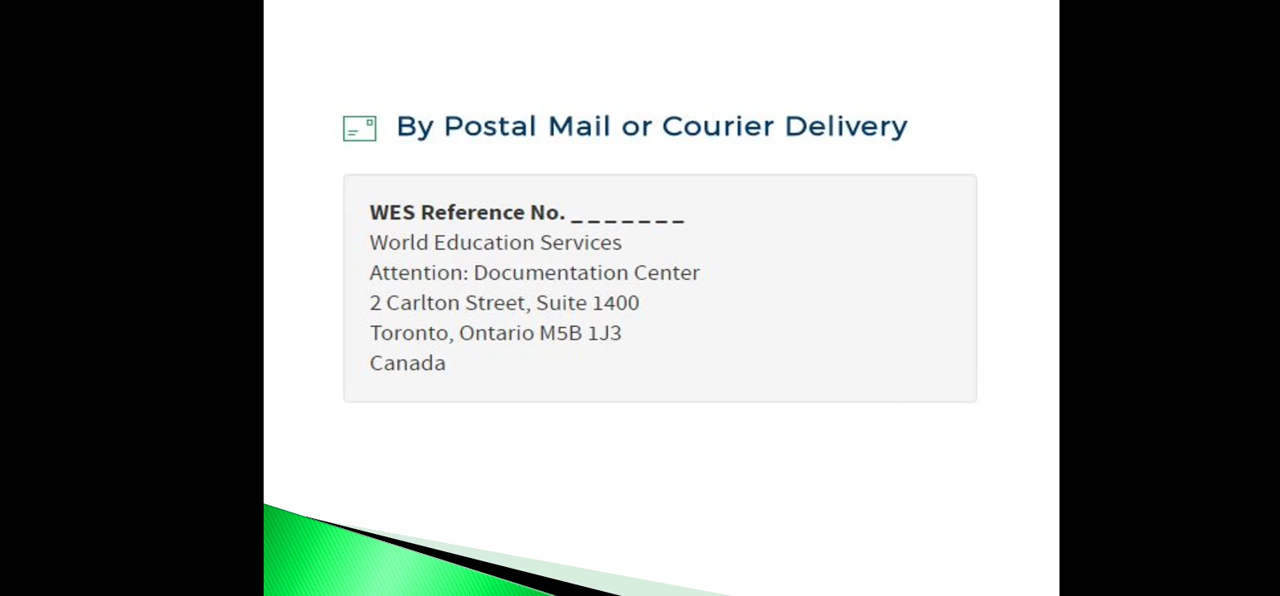 By Postal Mail or Courier Delivery
WES Reference No. _ _ _ _ _ _ _
World Education Services
Attention: Documentation Center
2 Carlton Street, Suite 1400
Toronto, Ontario M5B 1J3
Canada